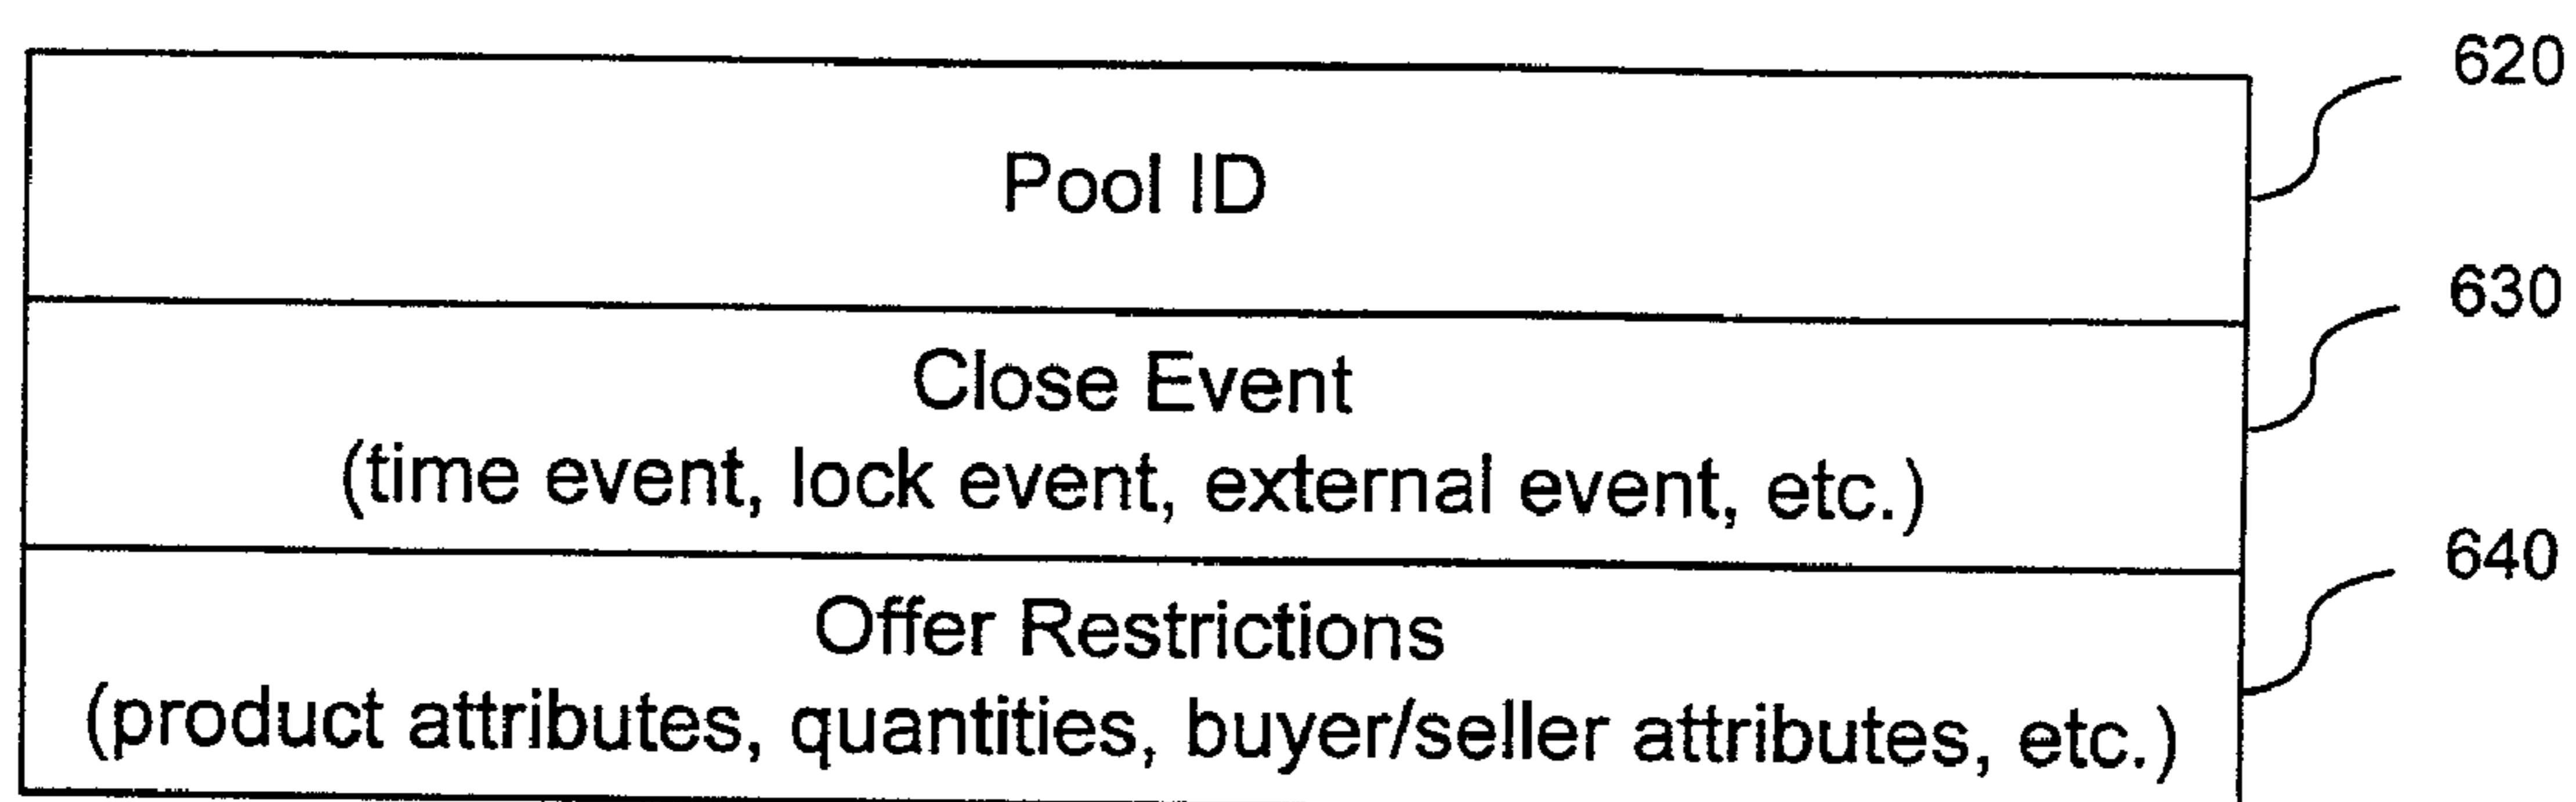 620
Pool ID
630
Close Event
(time event, lock event, external event, etc.)
640
Offer Restrictions
(product attributes, quantities, buyer/seller attributes, etc.)